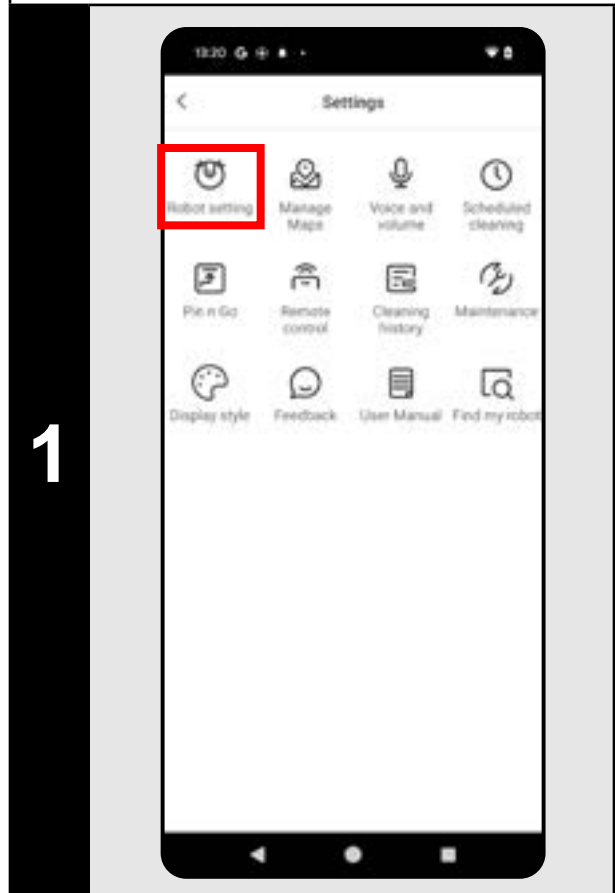 13:20 G
Settings
Robot setting
Manage
Maps
Voice and
volume
Scheduled
cleaning
Pin n Go
Remote
control
Cleaning
history
Maintenance
Display style
Feedback
User Manual
Find my robot
1